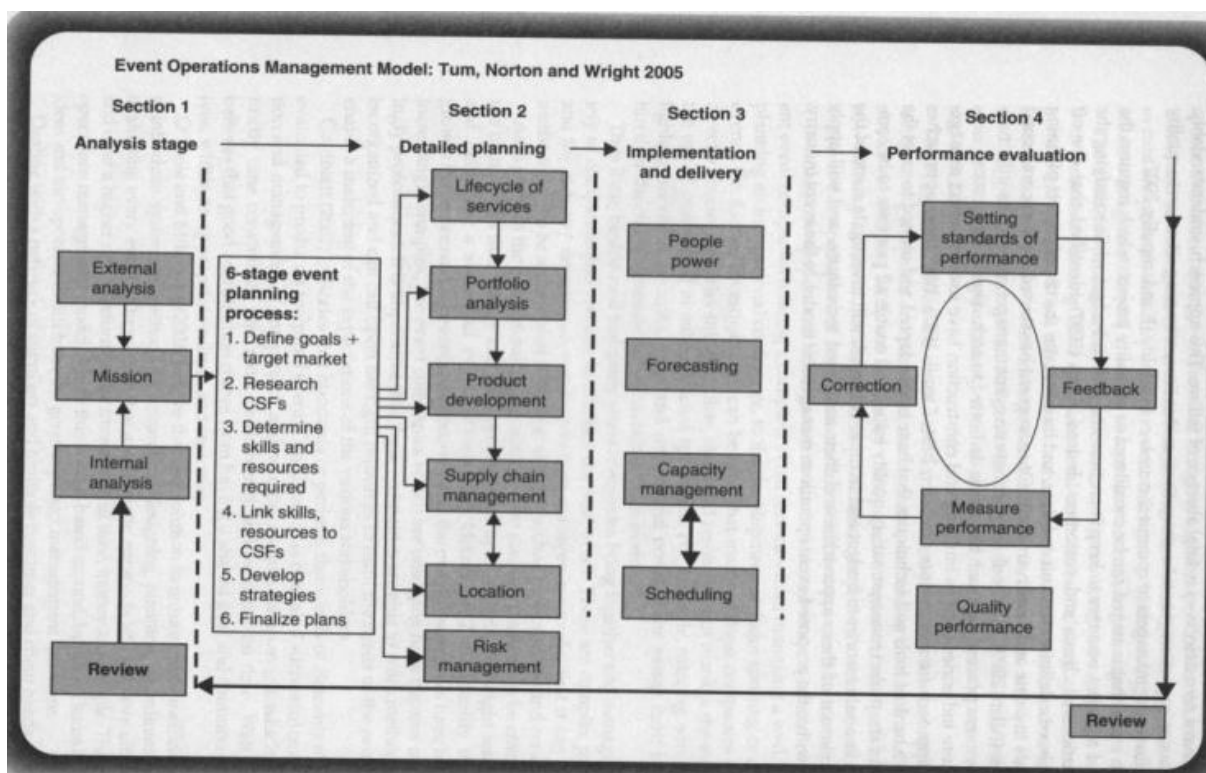 Event Operations Management Model: Tum, Norton and Wright 2005
Section 1
Analysis stage
External
analysis
Mission
Internal
analysis
Review
6-stage event
planning
process:
1. Define goals +
target market
2. Research
CSFs
3. Determine
skills and
resources
required
4. Link skills,
resources to
CSFs
5. Develop
strategies
6. Finalize plans
Section 2
Detailed planning
Lifecycle of
services
Portfolio
analysis
Product
development
Supply chain
management
Location
Risk
management
Section 3
Implementation
and delivery
People
power
Forecasting
Capacity
management
Scheduling
Section 4
Performance evaluation
Setting
standards of
performance
Correction
Feedback
Measure
performance
Quality
performance
Review